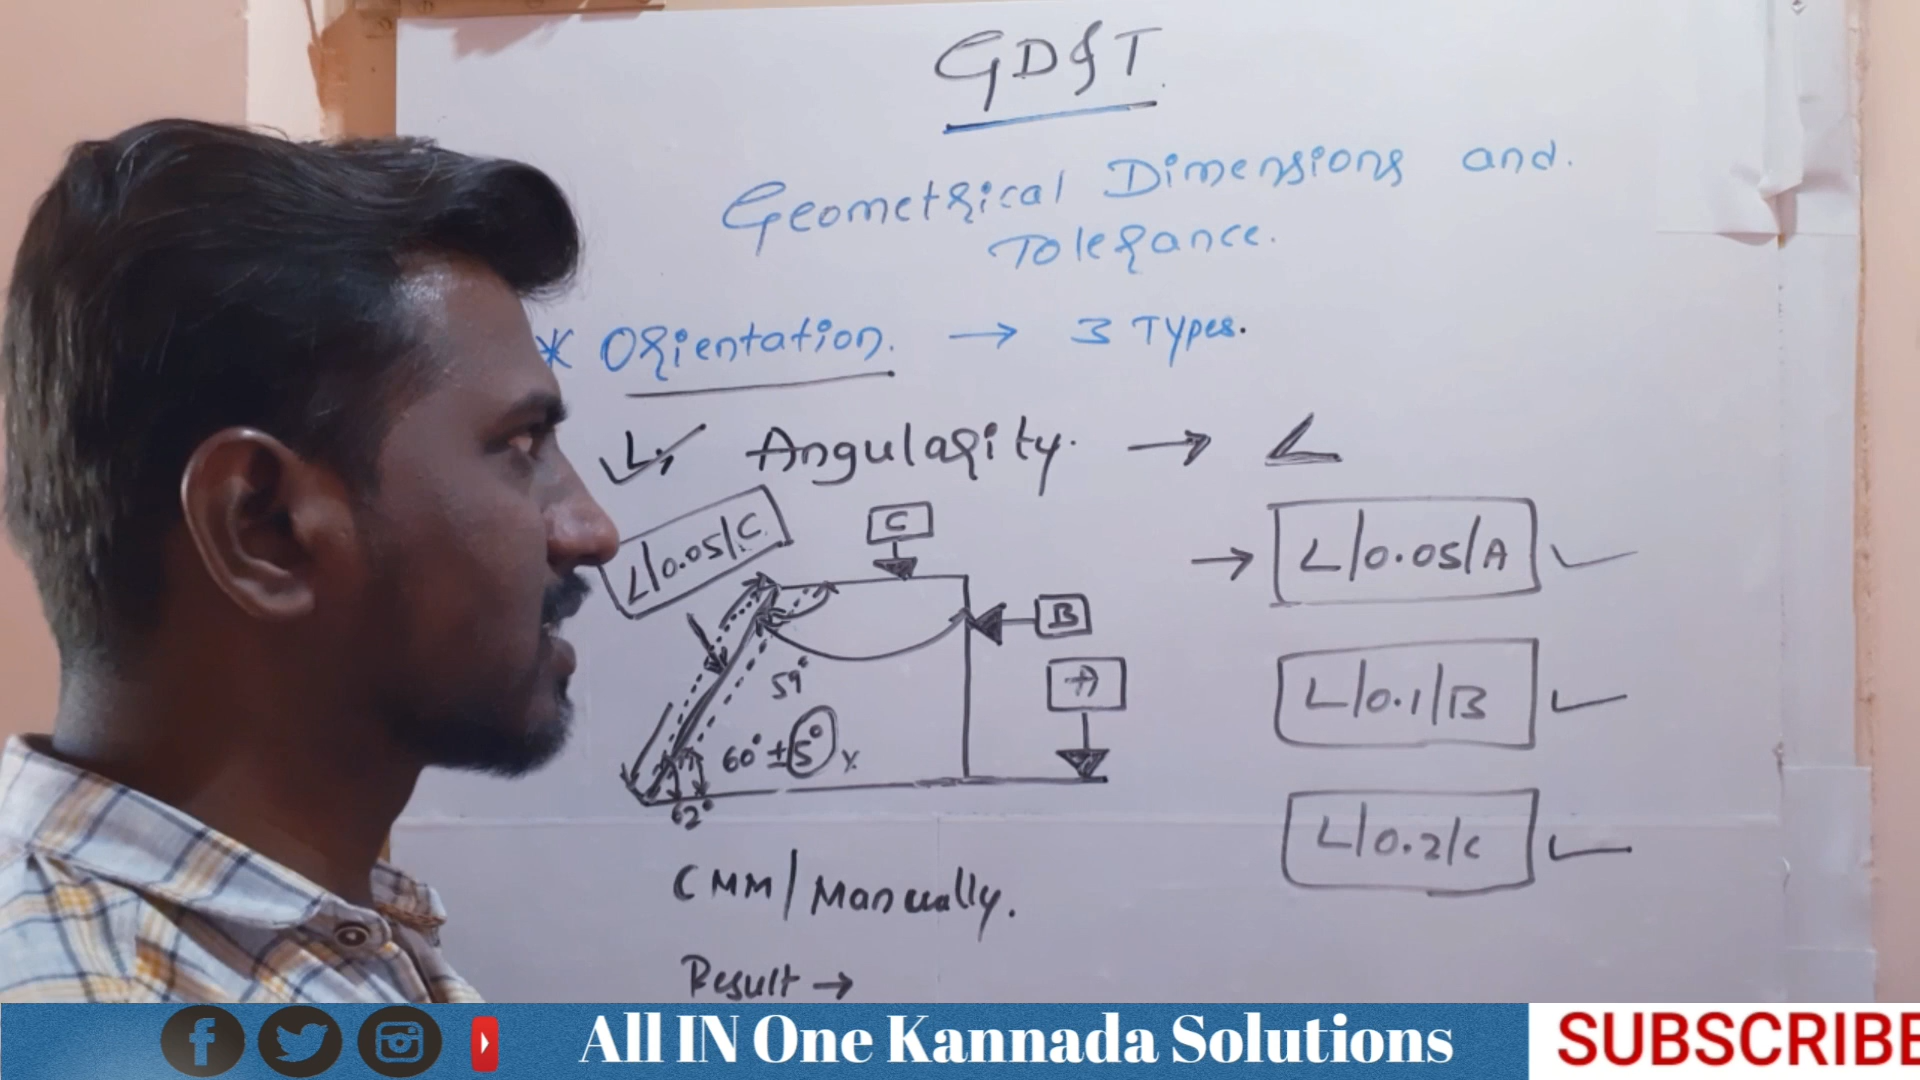 GD&T
Geometrical Dimensions and.
Tolerance.
* Orientation. → 3 Types.
Angularity. → ∠
∠|0.05|C
C
→ ∠|0.05|A
B
A
59°
∠|0.1|B
60° ± 5°
62°
∠|0.2|C
CMM/Manually.
Result →
All IN One Kannada Solutions
SUBSCRIBE